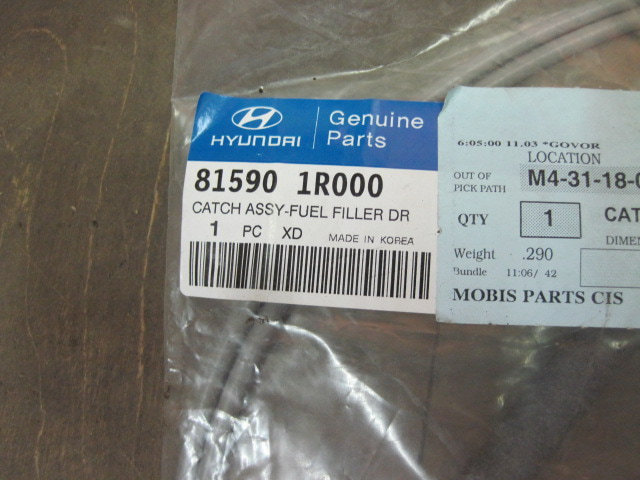 HYUNDAI
Genuine
Parts
81590 1R000
CATCH ASSY-FUEL FILLER DR
1 PC XD MADE IN KOREA
6:05:00 11.03 *GOVOR
LOCATION
OUT OF
PICK PATH
M4-31-18-
QTY 1 CAT
DIME
Weight .290
Bundle 11:06/ 42
MOBIS PARTS CIS